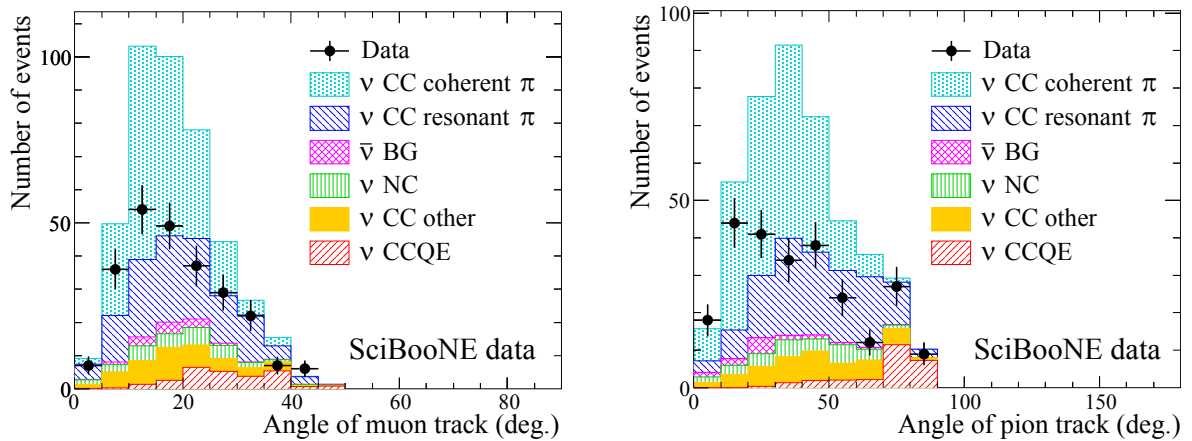 Number of events
100
50
0
0
20
40
60
80
Data
ν CC coherent π
ν CC resonant π
ν̄ BG
ν NC
ν CC other
ν CCQE
SciBooNE data
Angle of muon track (deg.)
Number of events
100
50
0
0
50
100
150
Data
ν CC coherent π
ν CC resonant π
ν̄ BG
ν NC
ν CC other
ν CCQE
SciBooNE data
Angle of pion track (deg.)